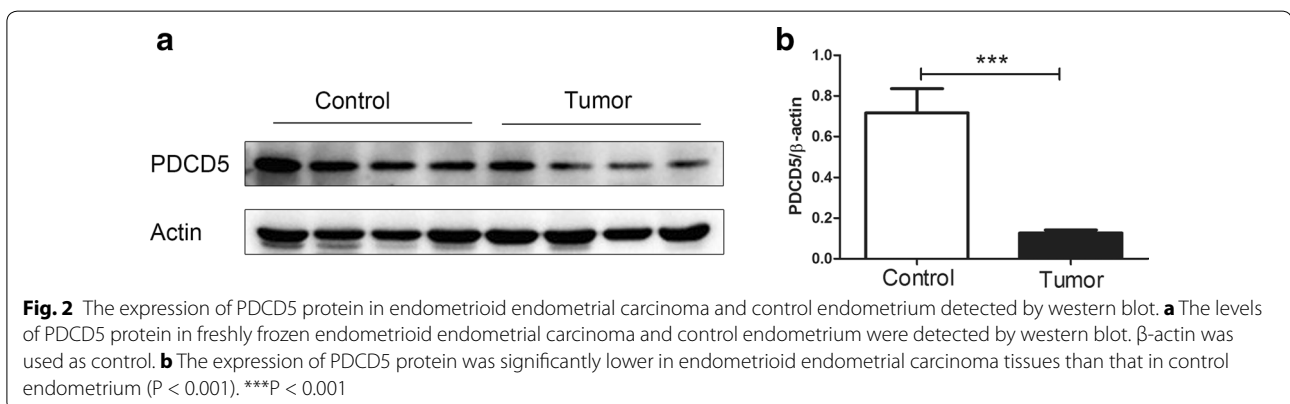 a
Control Tumor
PDCD5
Actin
b
1.0
0.8
0.6
0.4
0.2
0.0
PDCD5/β-actin
***
Control Tumor
Fig. 2 The expression of PDCD5 protein in endometrioid endometrial carcinoma and control endometrium detected by western blot. a The levels
of PDCD5 protein in freshly frozen endometrioid endometrial carcinoma and control endometrium were detected by western blot. β-actin was
used as control. b The expression of PDCD5 protein was significantly lower in endometrioid endometrial carcinoma tissues than that in control
endometrium (P < 0.001). ***P < 0.001